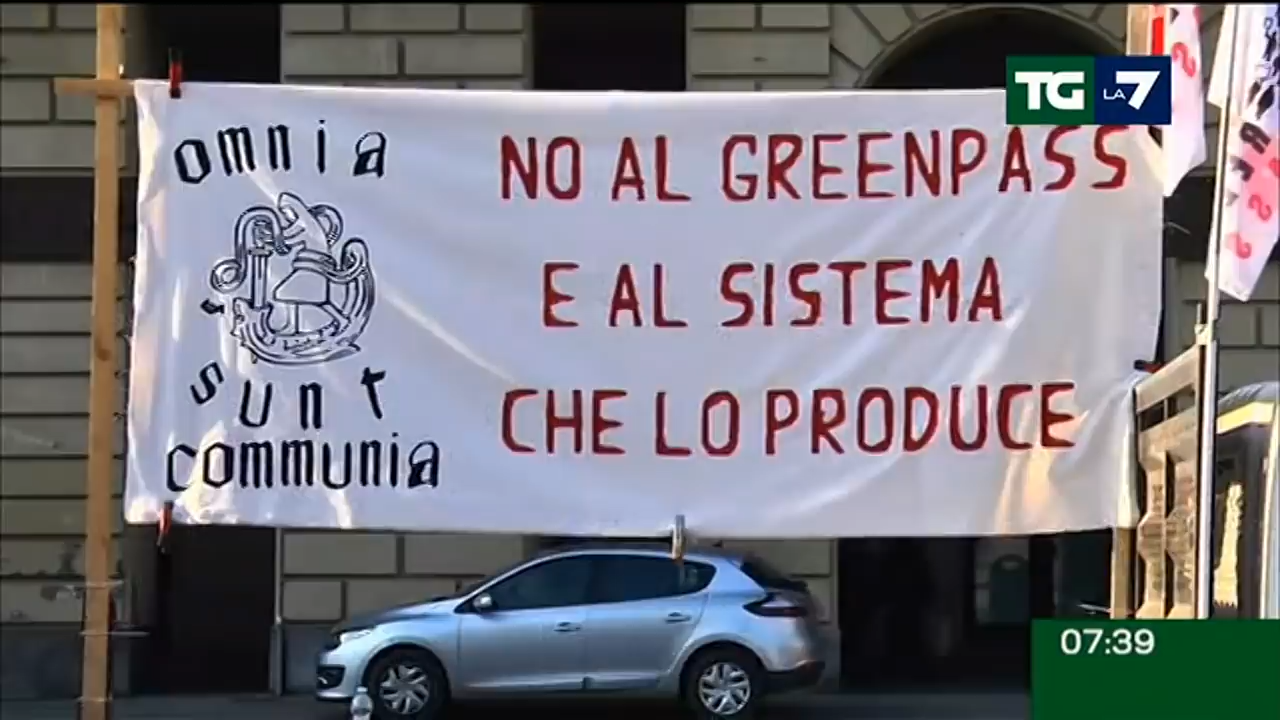 TG LA7
omnia
sunt
communia
NO AL GREENPASS
E AL SISTEMA
CHE LO PRODUCE
07:39